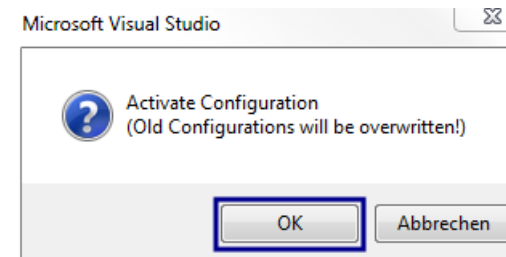 Microsoft Visual Studio
Activate Configuration
(Old Configurations will be overwritten!)
OK
Abbrechen